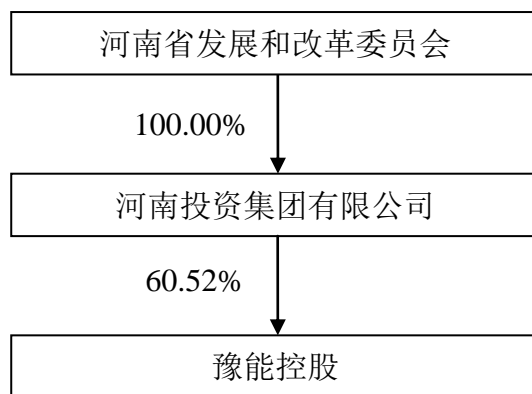 河南省发展和改革委员会
100.00%
河南投资集团有限公司
60.52%
豫能控股